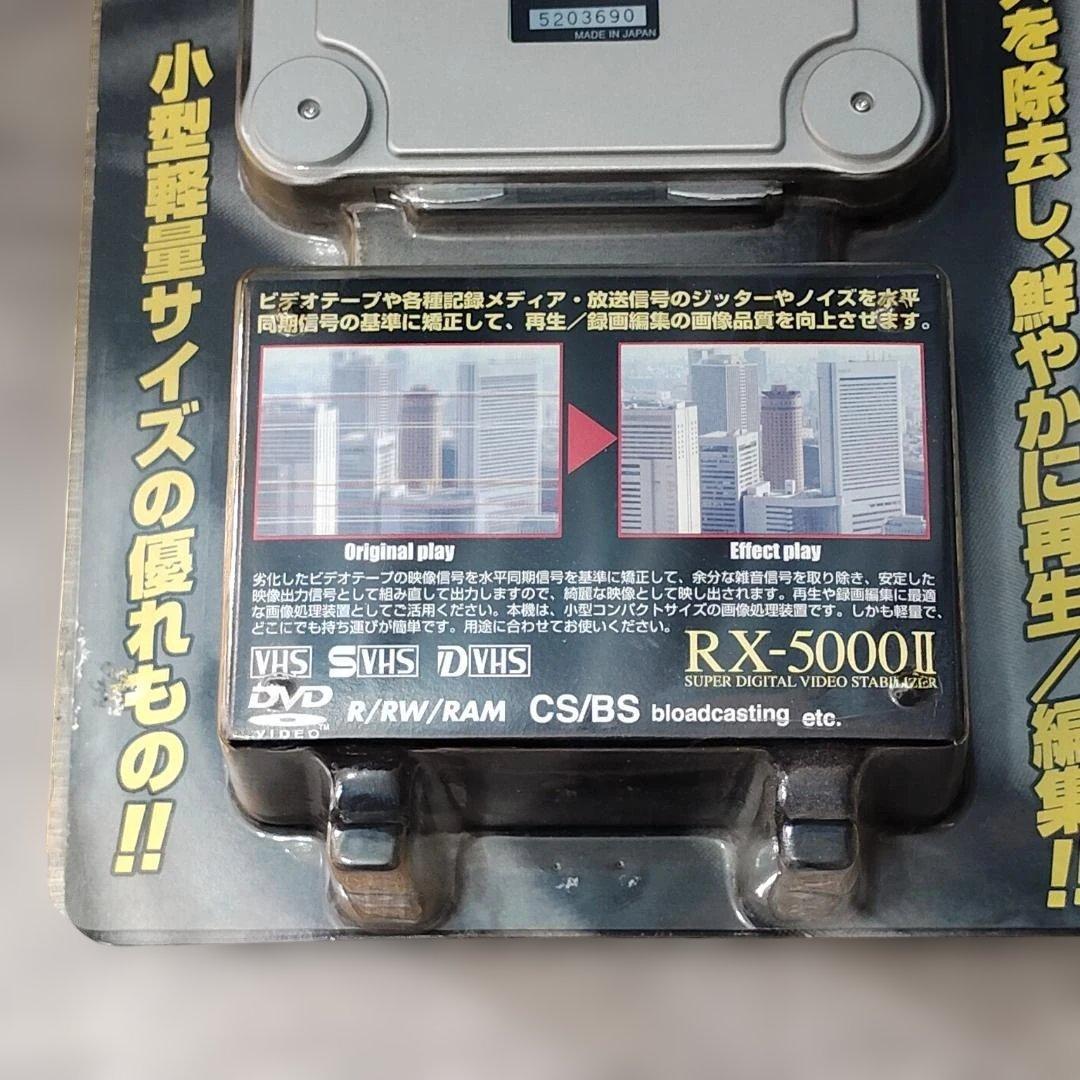 5203690
MADE IN JAPAN
小型軽量サイズの優れもの!!
を除去し、鮮やかに再生／編集!!
ビデオテープや各種記録メディア・放送信号のジッターやノイズを水平
同期信号の基準に矯正して、再生／録画編集の画像品質を向上させます。
Original play
Effect play
劣化したビデオテープの映像信号を水平同期信号を基準に矯正して、余分な雑音信号を取り除き、安定した
映像出力信号として組み直して出力しますので、綺麗な映像として映し出されます。再生や録画編集に最適
な画像処理装置としてご活用ください。本機は、小型コンパクトサイズの画像処理装置です。しかも軽量で、
どこにでも持ち運びが簡単です。用途に合わせてお使いください。
VHS SVHS DVHS
RX-5000II
SUPER DIGITAL VIDEO STABILIZER
DVD VIDEO TM R/RW/RAM CS/BS bloadcasting etc.